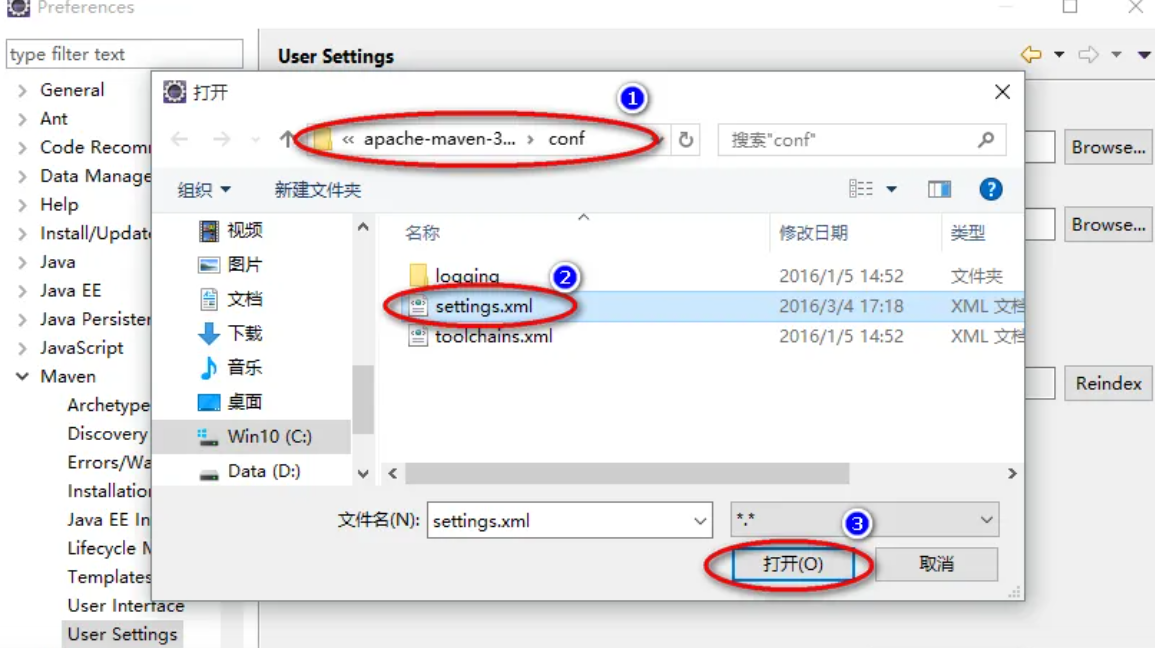 Preferences
type filter text
User Settings
General
Ant
Code Recom
Data Manage
Help
Install/Update
Java
Java EE
Java Persister
JavaScript
Maven
Archetype
Discovery
Errors/Wa
Installation
Java EE In
Lifecycle M
Templates
User Interface
User Settings
打开
1
« apache-maven-3... › conf
搜索"conf"
组织
新建文件夹
?
视频
图片
文档
下载
音乐
桌面
Win10 (C:)
Data (D:)
名称 修改日期 类型
logging 2016/1/5 14:52 文件夹
2
settings.xml 2016/3/4 17:18 XML 文档
toolchains.xml 2016/1/5 14:52 XML 文档
文件名(N): settings.xml *.*
3
打开(O) 取消
Browse...
Browse...
Reindex